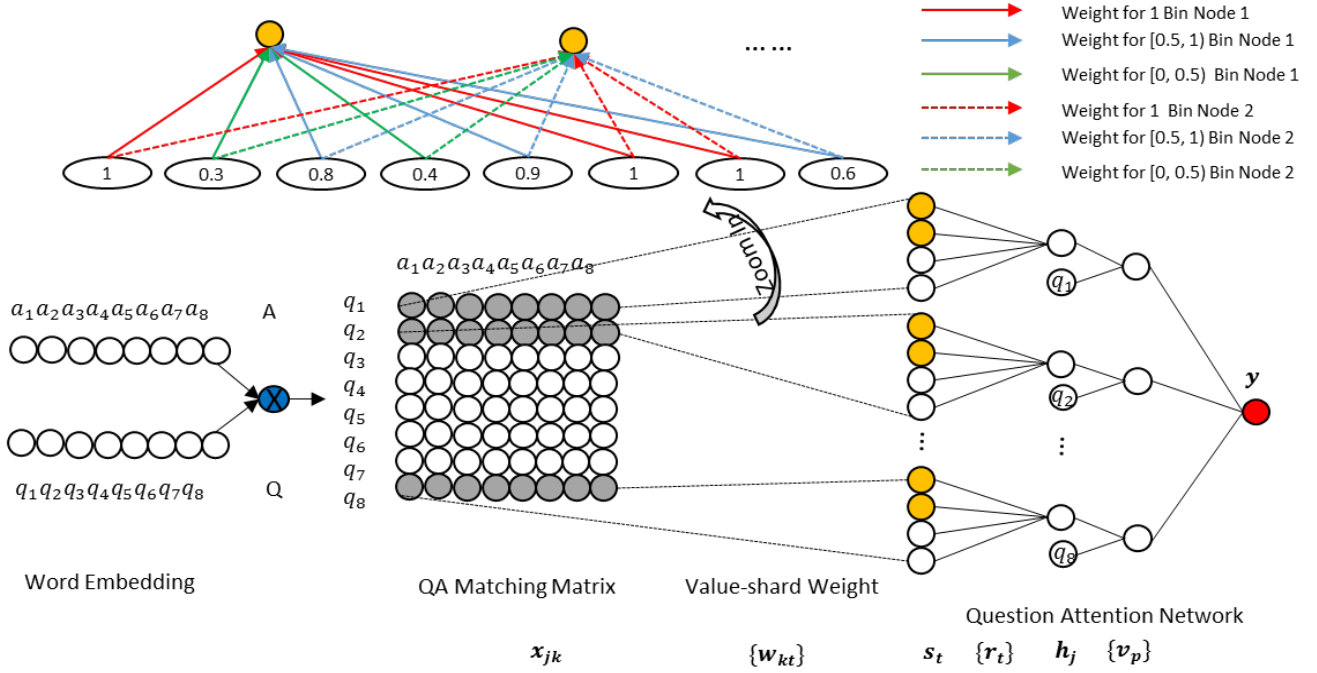 Weight for 1 Bin Node 1
Weight for [0.5, 1) Bin Node 1
Weight for [0, 0.5) Bin Node 1
Weight for 1 Bin Node 2
Weight for [0.5, 1) Bin Node 2
Weight for [0, 0.5) Bin Node 2
... ...
1 0.3 0.8 0.4 0.9 1 1 0.6
Zoom In
a₁a₂a₃a₄a₅a₆a₇a₈
q₁
q₂
q₃
q₄
q₅
q₆
q₇
q₈
a₁a₂a₃a₄a₅a₆a₇a₈ A
X
q₁q₂q₃q₄q₅q₆q₇q₈ Q
q₁
q₂
⋮ ⋮
q₈
y
Word Embedding
QA Matching Matrix
Value-shard Weight
Question Attention Network
xⱼₖ {wₖₜ} sₜ {rₜ} hⱼ {vₚ}